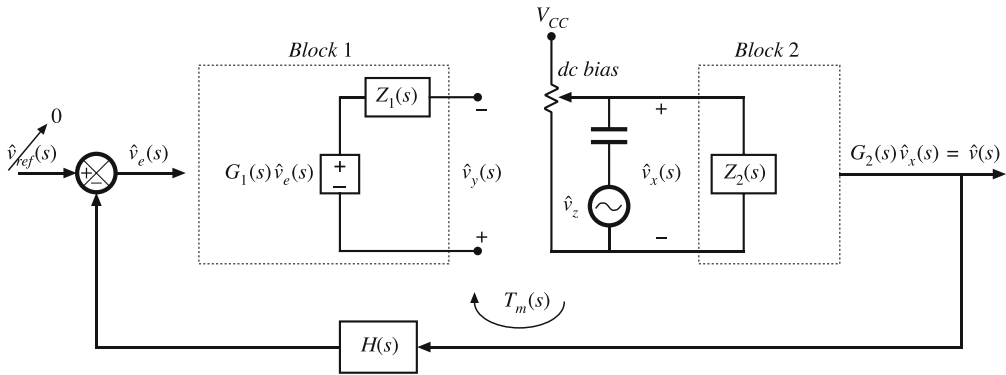 V_CC
Block 1
dc bias
Block 2
Z_1(s)
0
v̂_ref(s)
v̂_e(s)
+
−
G_1(s) v̂_e(s)
+
−
−
v̂_y(s)
+
+
v̂_x(s)
−
v̂_z
Z_2(s)
G_2(s) v̂_x(s) = v̂(s)
T_m(s)
H(s)